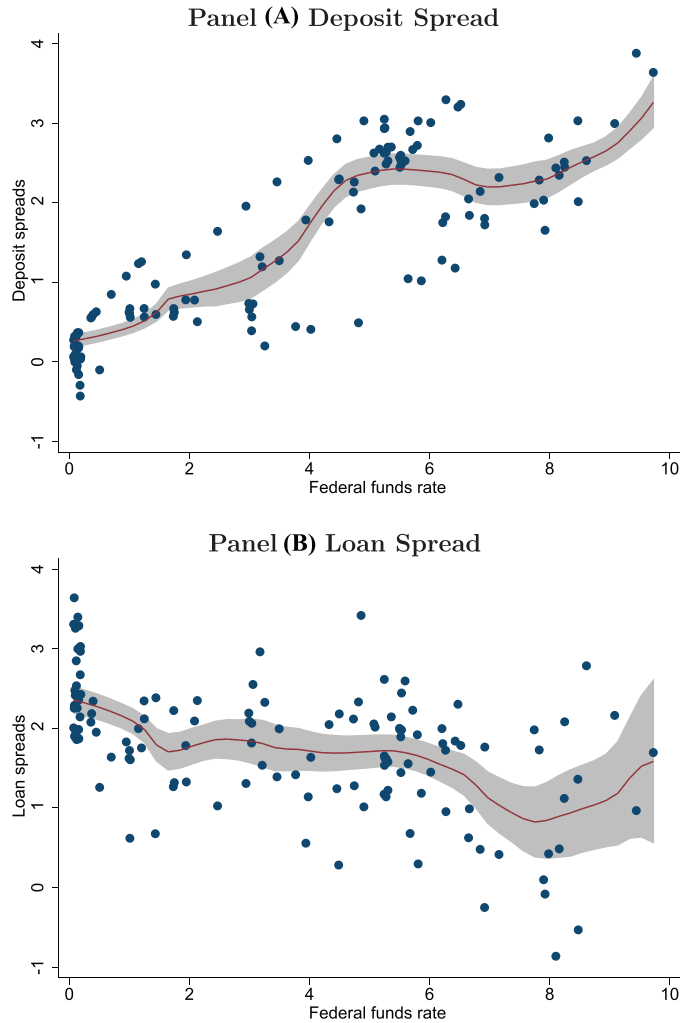 Panel (A) Deposit Spread
4
3
2
1
0
-1
Deposit spreads
0 2 4 6 8 10
Federal funds rate
Panel (B) Loan Spread
4
3
2
1
0
-1
Loan spreads
0 2 4 6 8 10
Federal funds rate